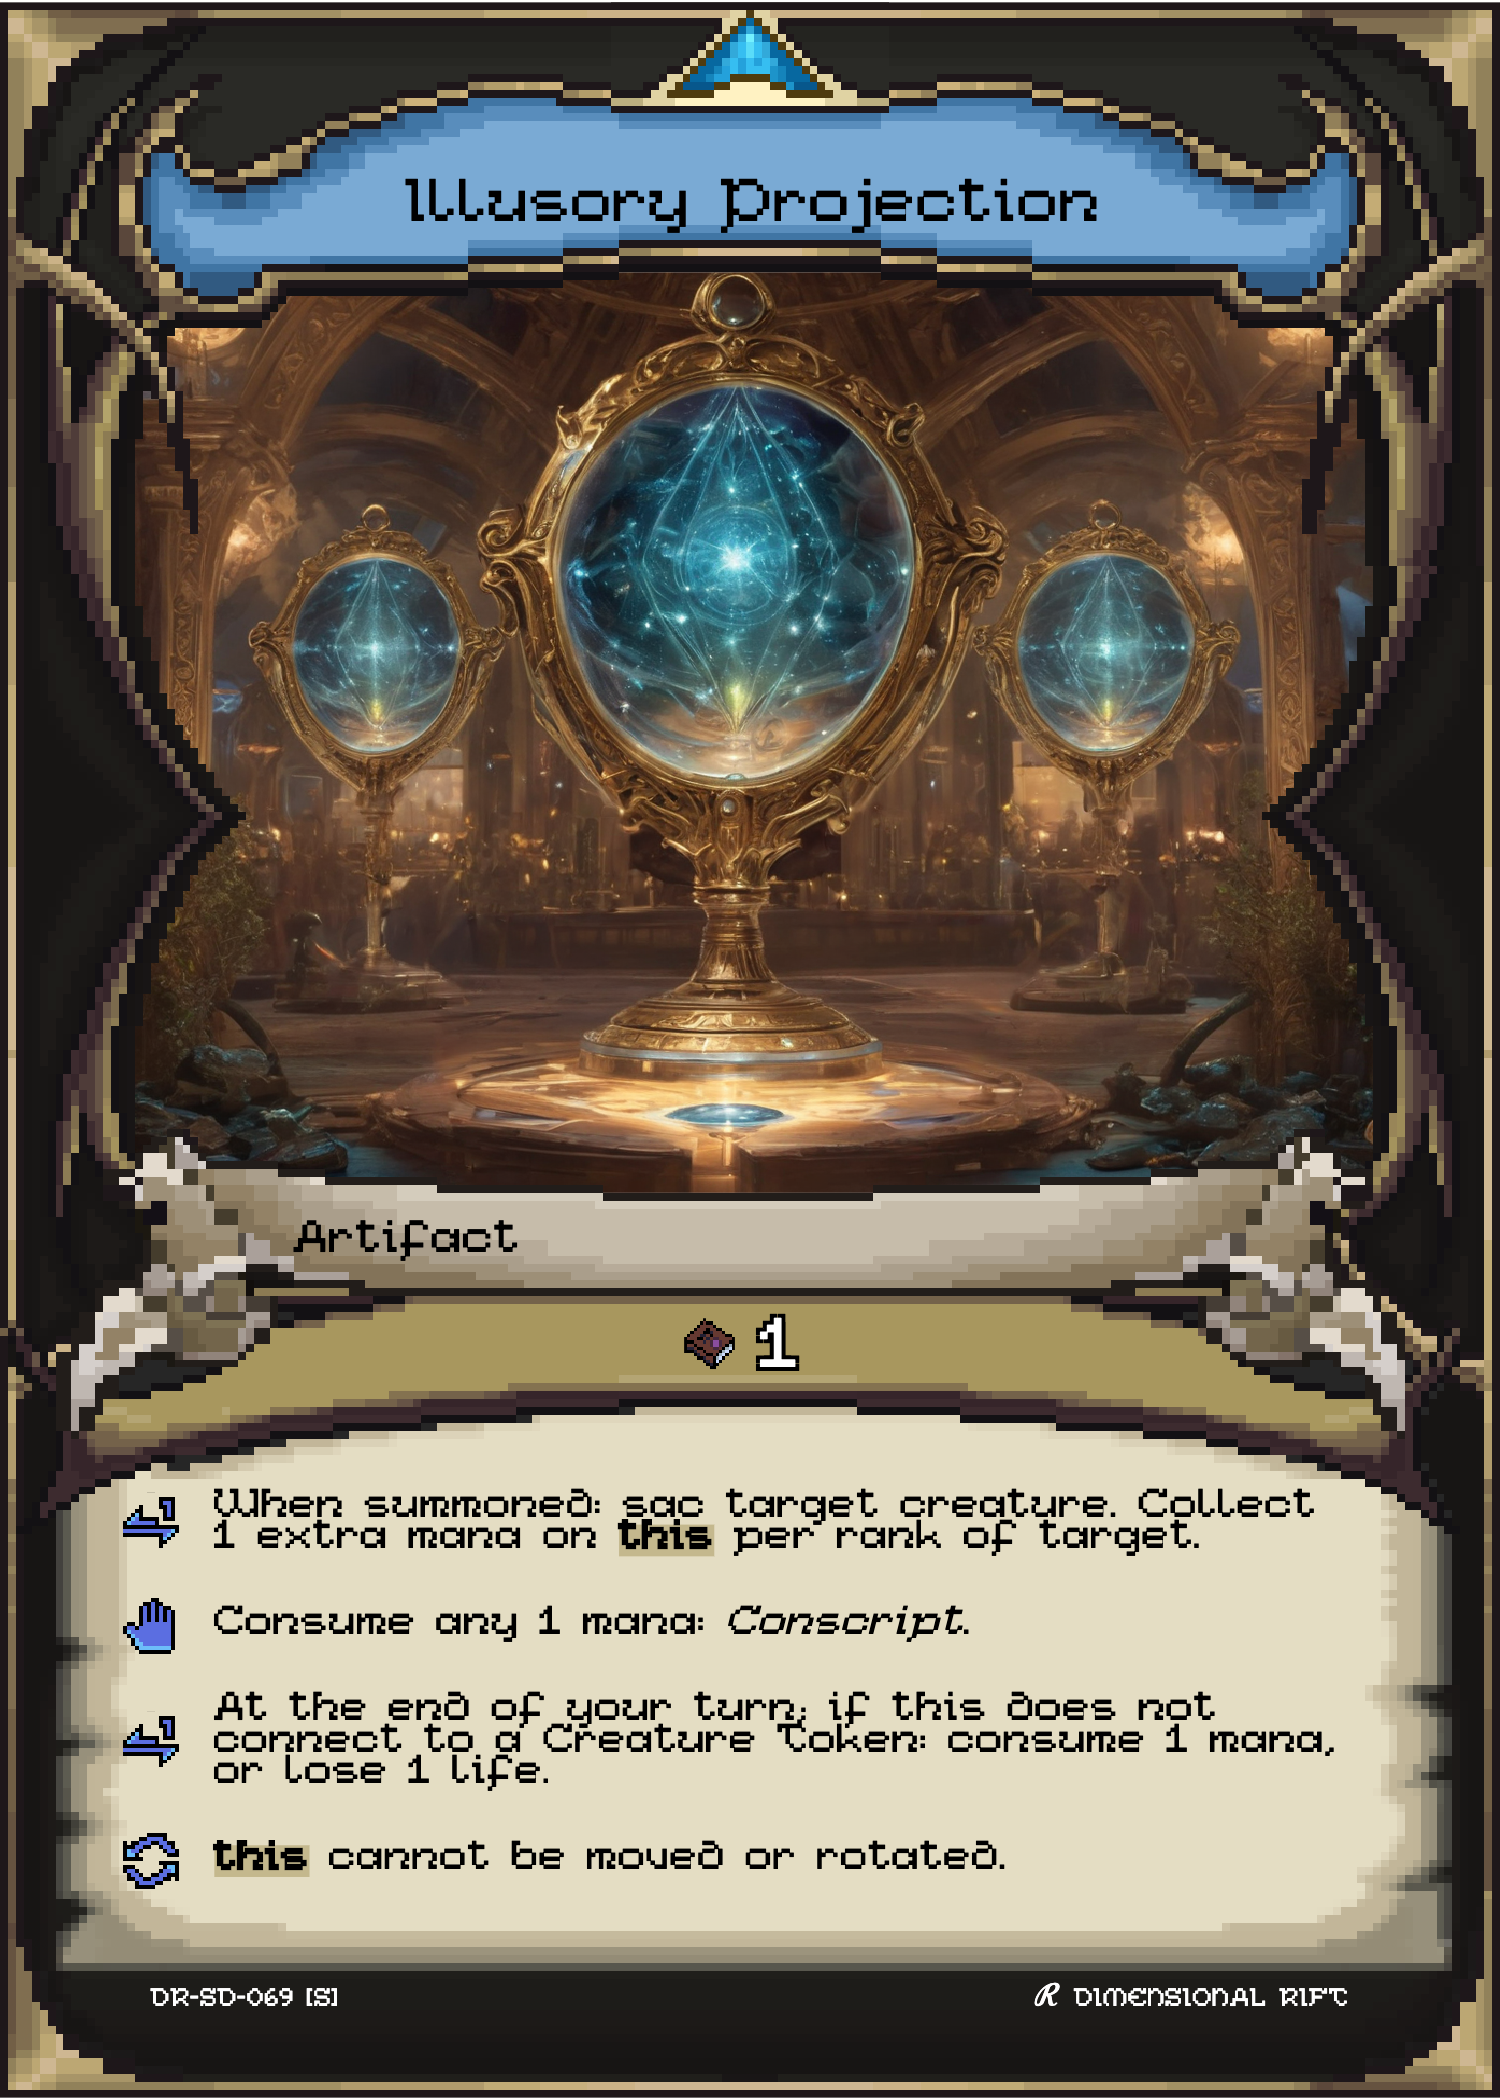 Illusory Projection
Artifact
1
When summoned: sac target creature. Collect
1 extra mana on this per rank of target.
Consume any 1 mana: Conscript.
At the end of your turn; if this does not
connect to a Creature Token: consume 1 mana,
or lose 1 life.
this cannot be moved or rotated.
DR-SD-069 [S]
R DIMENSIONAL RIFT